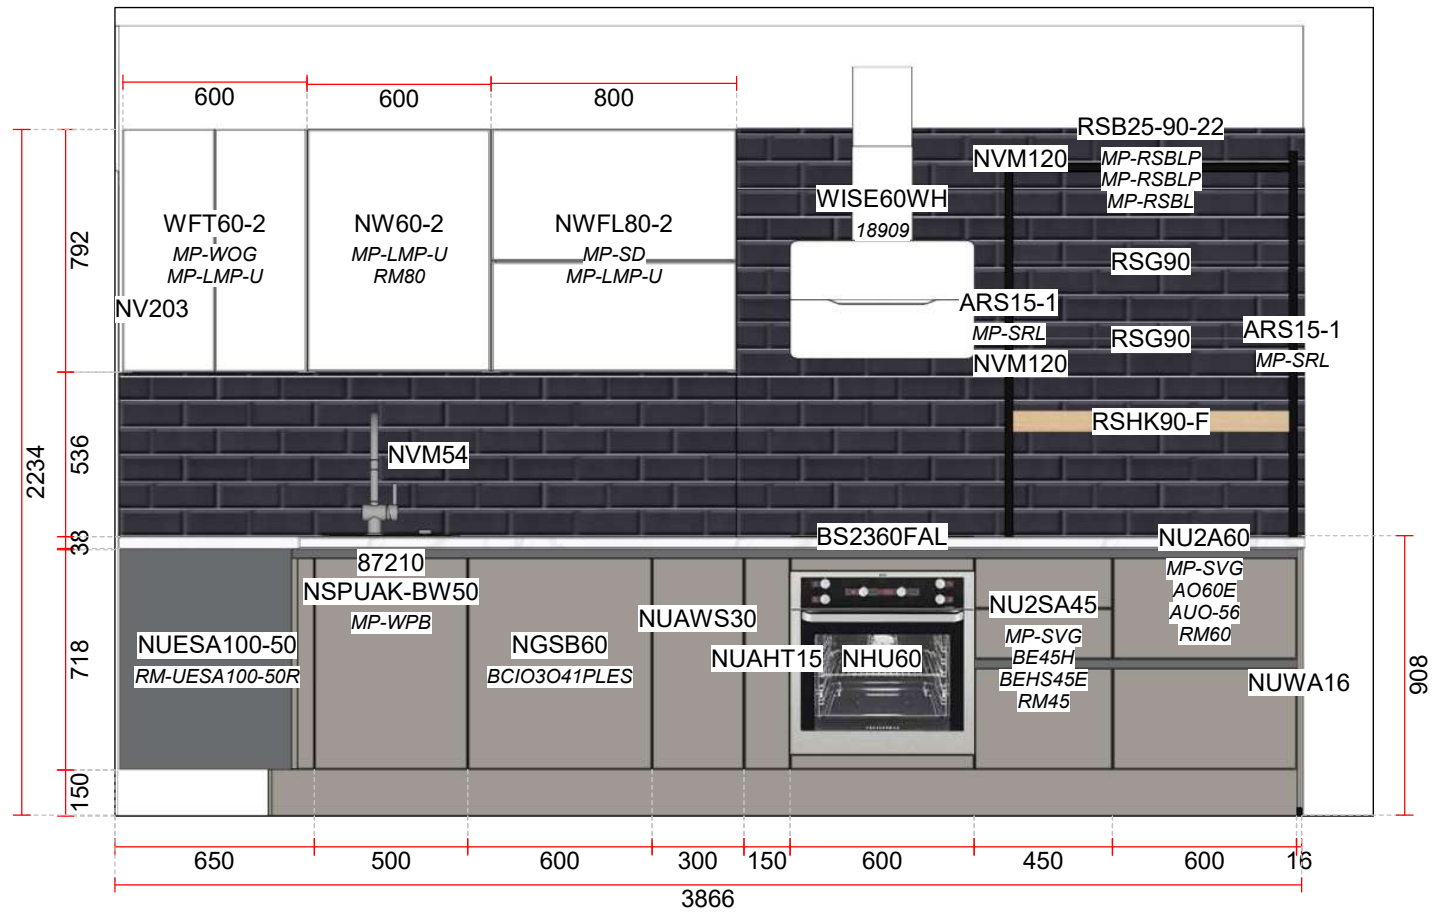 600
600
800
RSB25-90-22
NVM120
MP-RSBLP
MP-RSBLP
MP-RSBL
WFT60-2
MP-WOG
MP-LMP-U
NW60-2
MP-LMP-U
RM80
NWFL80-2
MP-SD
MP-LMP-U
WISE60WH
18909
RSG90
792
NV203
ARS15-1
MP-SRL
NVM120
RSG90
ARS15-1
MP-SRL
RSHK90-F
2234
536
NVM54
38
BS2360FAL
NU2A60
MP-SVG
AO60E
AUO-56
RM60
87210
NSPUAK-BW50
MP-WPB
NUESA100-50
RM-UESA100-50R
NGSB60
BCIO3O41PLES
NUAWS30
NUAHT15
NHU60
NU2SA45
MP-SVG
BE45H
BEHS45E
RM45
NUWA16
718
908
150
650
500
600
300
150
600
450
600
16
3866